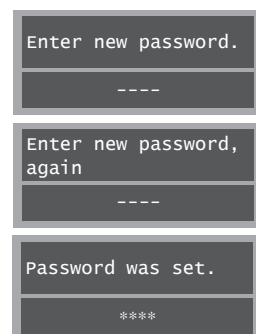 Enter new password.
----
Enter new password,
again
----
Password was set.
****